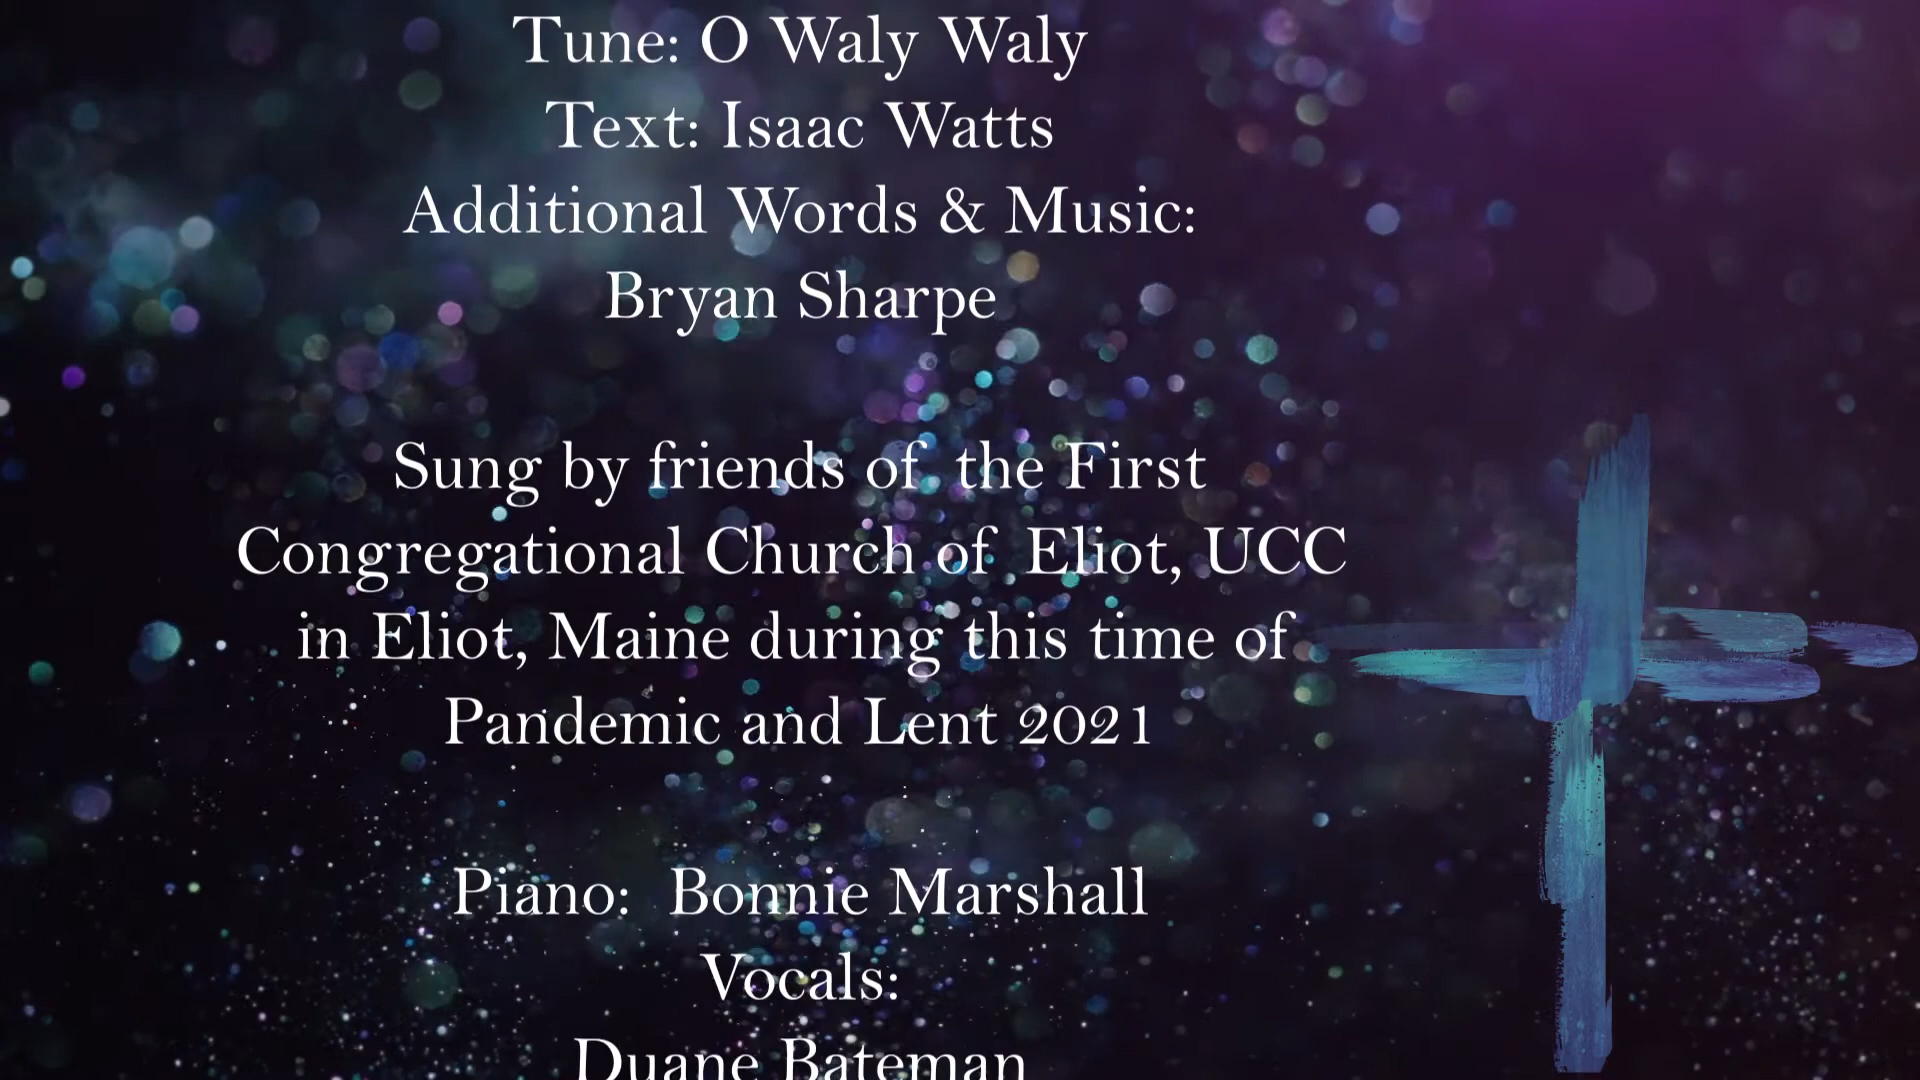 Tune: O Waly Waly
Text: Isaac Watts
Additional Words & Music:
Bryan Sharpe
Sung by friends of the First
Congregational Church of Eliot, UCC
in Eliot, Maine during this time of
Pandemic and Lent 2021
Piano: Bonnie Marshall
Vocals:
Duane Bateman